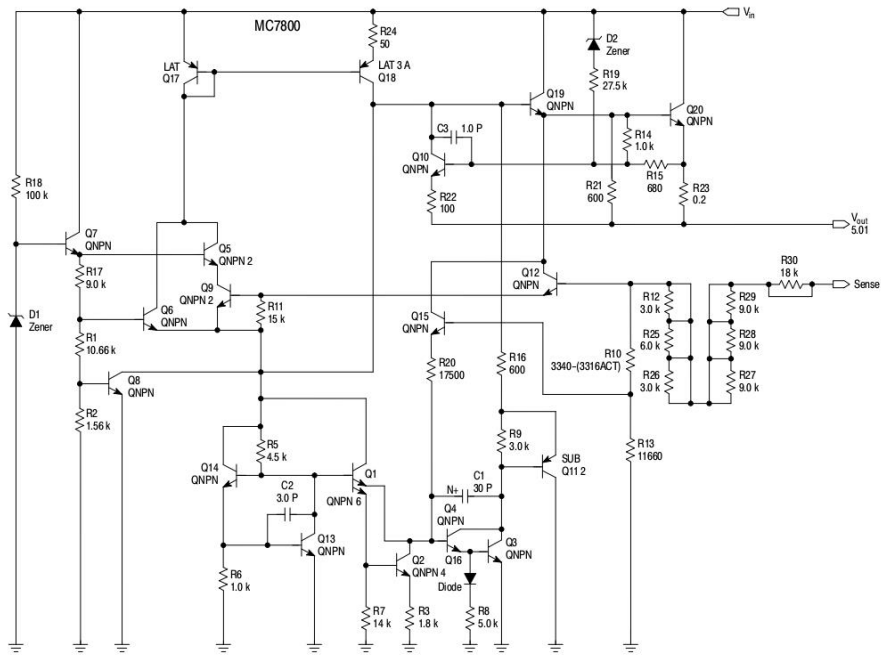 MC7800
Vin
R24
50
D2
Zener
LAT
Q17
LAT 3 A
Q18
R19
27.5 k
Q19
QNPN
Q20
QNPN
C3
1.0 P
R14
1.0 k
Q10
QNPN
R18
100 k
R22
100
R21
600
R15
680
R23
0.2
Vout
5.01
Q7
QNPN
Q5
QNPN 2
R17
9.0 k
Q9
QNPN 2
Q12
QNPN
R30
18 k
Sense
R11
15 k
R12
3.0 k
R29
9.0 k
D1
Zener
Q6
QNPN
Q15
QNPN
R1
10.66 k
R25
6.0 k
R28
9.0 k
R16
600
R10
3340-(3316ACT)
R20
17500
R26
3.0 k
R27
9.0 k
Q8
QNPN
R2
1.56 k
R9
3.0 k
R13
11660
R5
4.5 k
SUB
Q11 2
Q14
QNPN
Q1
QNPN 6
C2
3.0 P
N+
C1
30 P
Q4
QNPN
Q13
QNPN
Q3
QNPN
Q2
QNPN 4
Q16
R6
1.0 k
Diode
R7
14 k
R3
1.8 k
R8
5.0 k